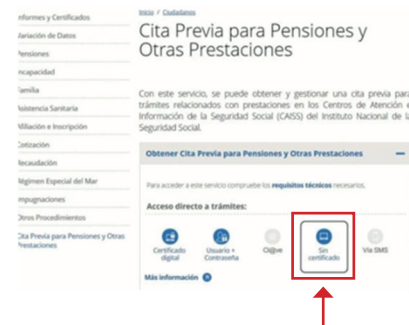 Inicio / Ciudadanos
Cita Previa para Pensiones y
Otras Prestaciones
nformes y Certificados
Variación de Datos
Pensiones
ncapacidad
Familia
Asistencia Sanitaria
Afiliación e Inscripción
Cotización
Recaudación
Régimen Especial del Mar
mpugnaciones
Otros Procedimientos
Cita Previa para Pensiones y Otras
Prestaciones
Con este servicio, se puede obtener y gestionar una cita previa para
trámites relacionados con prestaciones en los Centros de Atención e
Información de la Seguridad Social (CAISS) del Instituto Nacional de la
Seguridad Social.
Obtener Cita Previa para Pensiones y Otras Prestaciones
Para acceder a este servicio compruebe los requisitos técnicos necesarios.
Acceso directo a trámites:
Certificado
digital
Usuario +
Contraseña
Cl@ve
Sin
certificado
Vía SMS
Más información